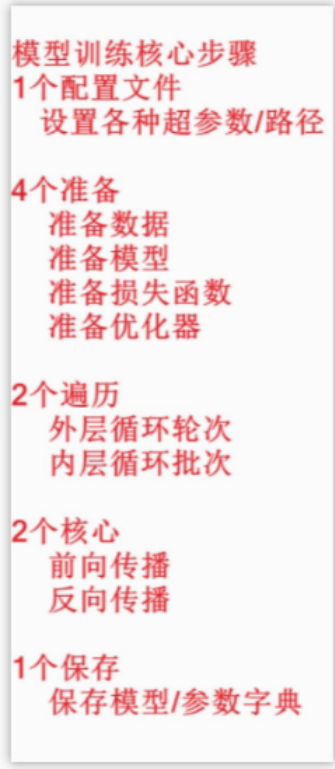 模型训练核心步骤
1个配置文件
设置各种超参数/路径
4个准备
准备数据
准备模型
准备损失函数
准备优化器
2个遍历
外层循环轮次
内层循环批次
2个核心
前向传播
反向传播
1个保存
保存模型/参数字典